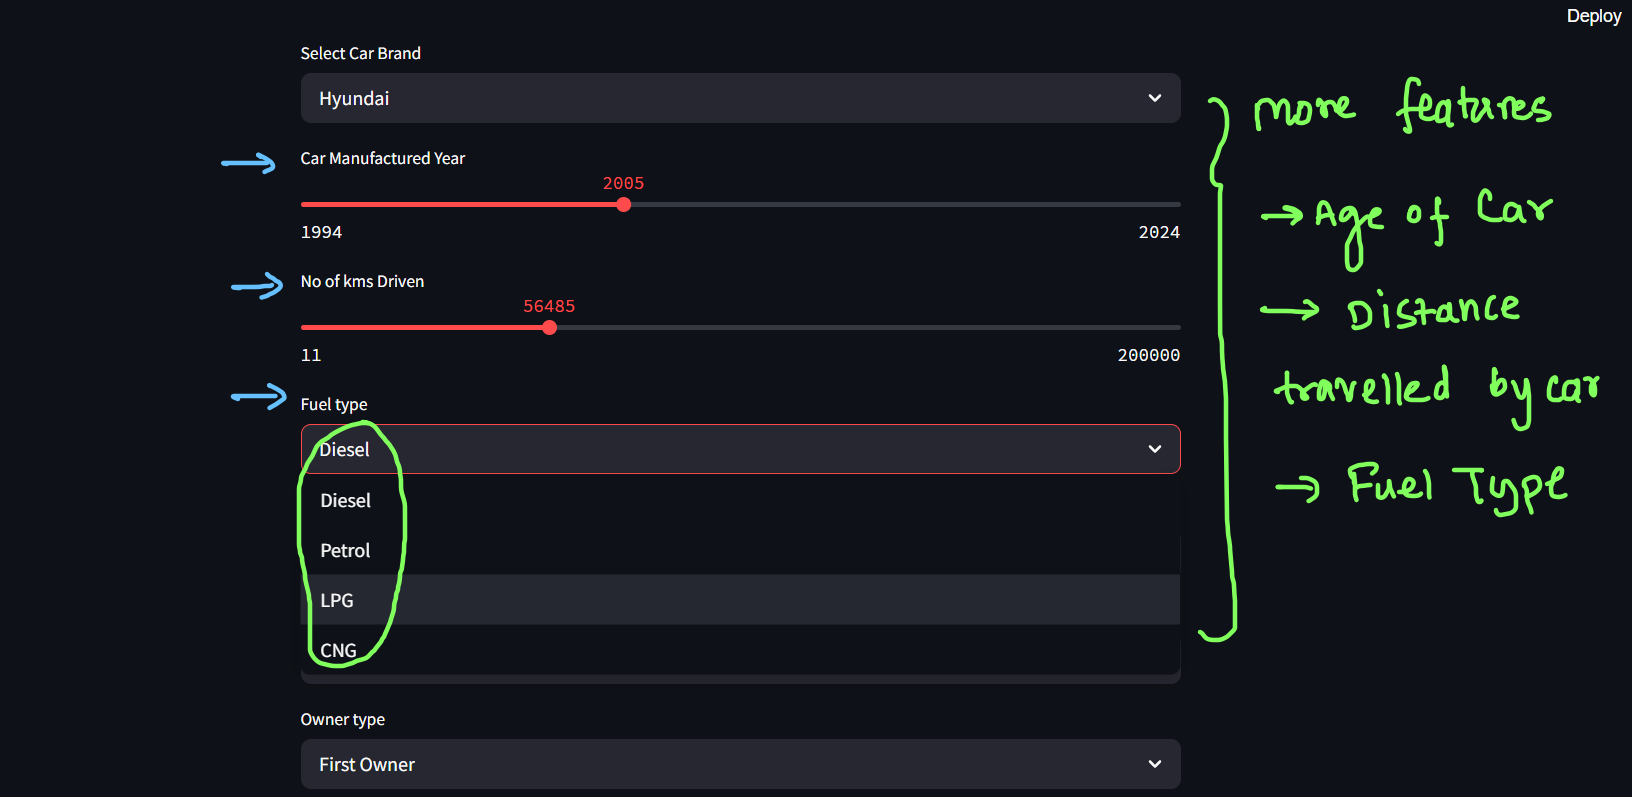 Deploy
Select Car Brand
Hyundai
Car Manufactured Year
2005
1994 2024
No of kms Driven
56485
11 200000
Fuel type
Diesel
Diesel
Petrol
LPG
CNG
Owner type
First Owner
more features
→ Age of Car
→ Distance
travelled by car
→ Fuel Type